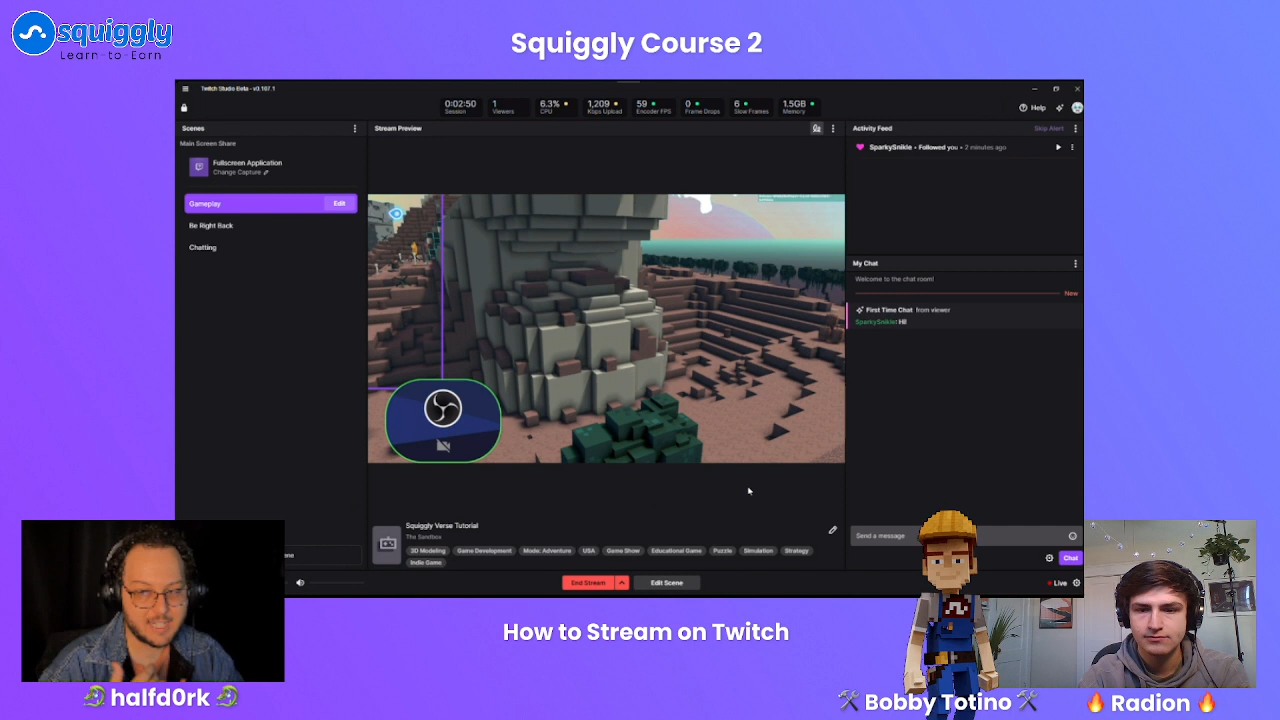 squiggly
Learn-to-Earn
Squiggly Course 2
Twitch Studio Beta - v0.107.1
0:02:50
Session
1
Viewers
6.3%
CPU
1,209
Kbps Upload
59
Encoder FPS
0
Frame Drops
6
Slow Frames
1.5GB
Memory
Help
Scenes
Main Screen Share
Fullscreen Application
Change Capture
Gameplay
Edit
Be Right Back
Chatting
Stream Preview
Activity Feed
Skip Alert
SparkySnikle • Followed you • 2 minutes ago
My Chat
Welcome to the chat room!
New
First Time Chat from viewer
Squiggly Verse Tutorial
The Sandbox
3D Modeling Game Development Mode: Adventure USA Game Show Educational Game Puzzle Simulation Strategy
Indie Game
Send a message
Chat
End Stream
Edit Scene
Live
How to Stream on Twitch
halfd0rk
Bobby Totino
Radion